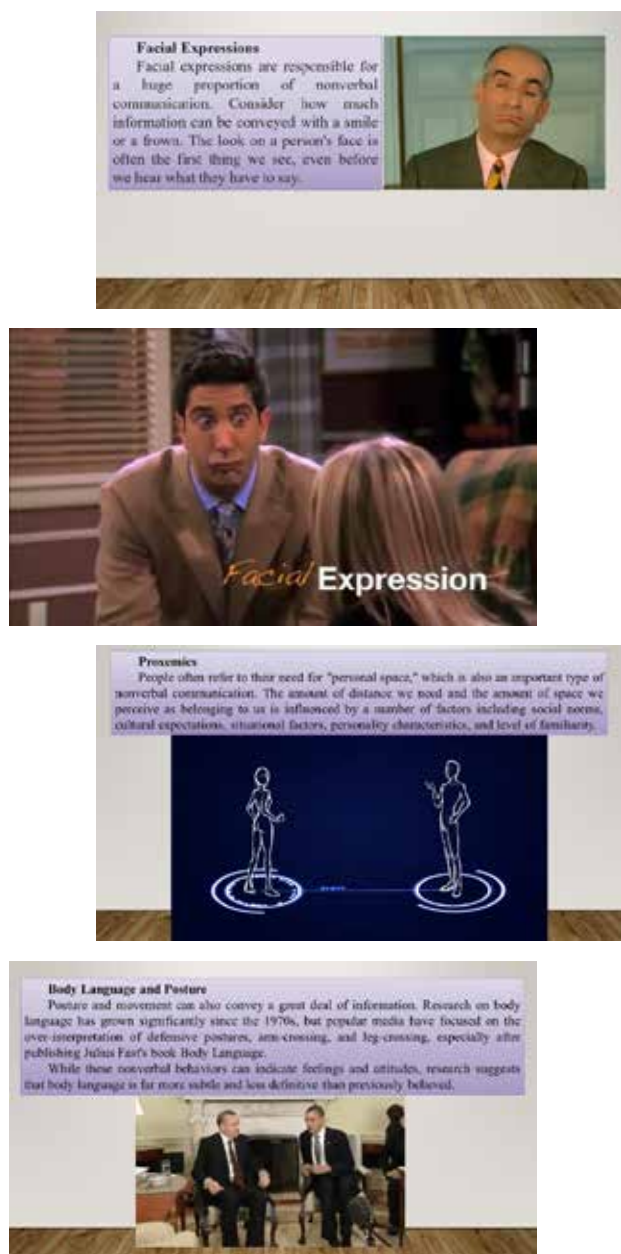 Facial Expressions
Facial expressions are responsible for
a huge proportion of nonverbal
communication. Consider how much
information can be conveyed with a smile
or a frown. The look on a person's face is
often the first thing we see, even before
we hear what they have to say.
Facial Expression
Proxemics
People often refer to their need for "personal space," which is also an important type of
nonverbal communication. The amount of distance we need and the amount of space we
perceive as belonging to us is influenced by a number of factors including social norms,
cultural expectations, situational factors, personality characteristics, and level of familiarity.
Body Language and Posture
Posture and movement can also convey a great deal of information. Research on body
language has grown significantly since the 1970s, but popular media have focused on the
over-interpretation of defensive postures, arm-crossing, and leg-crossing, especially after
publishing Julius Fast's book Body Language.
While these nonverbal behaviors can indicate feelings and attitudes, research suggests
that body language is far more subtle and less definitive than previously believed.